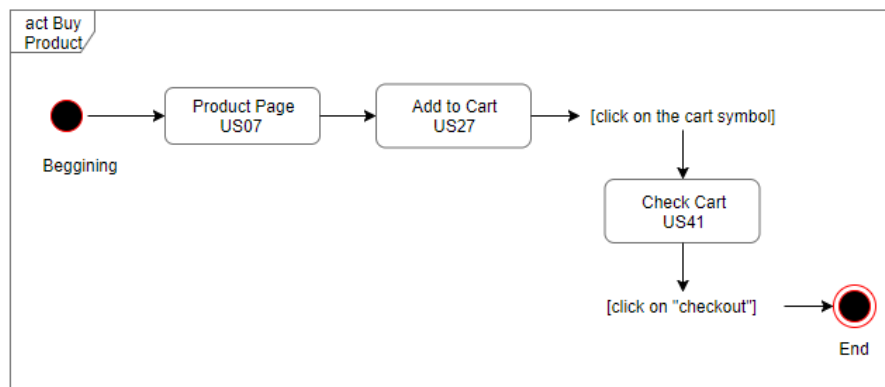 act Buy
Product
Product Page
US07
Add to Cart
US27
[click on the cart symbol]
Beggining
Check Cart
US41
[click on "checkout"]
End